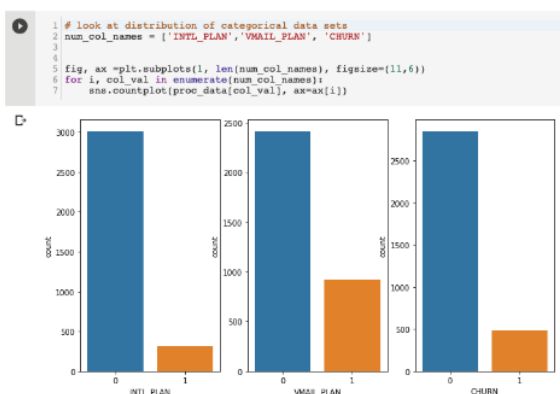 1 # look at distribution of categorical data sets
2 num_col_names = ['INTL_PLAN','VMAIL_PLAN', 'CHURN']
3
4
5 fig, ax =plt.subplots(1, len(num_col_names), figsize=(11,6))
6 for i, col_val in enumerate(num_col_names):
7     sns.countplot(proc_data[col_val], ax=ax[i])
3000
2500
2000
1500
1000
500
0
count
0 1
INTL_PLAN
2500
2000
1500
1000
500
0
count
0 1
VMAIL_PLAN
2500
2000
1500
1000
500
0
count
0 1
CHURN